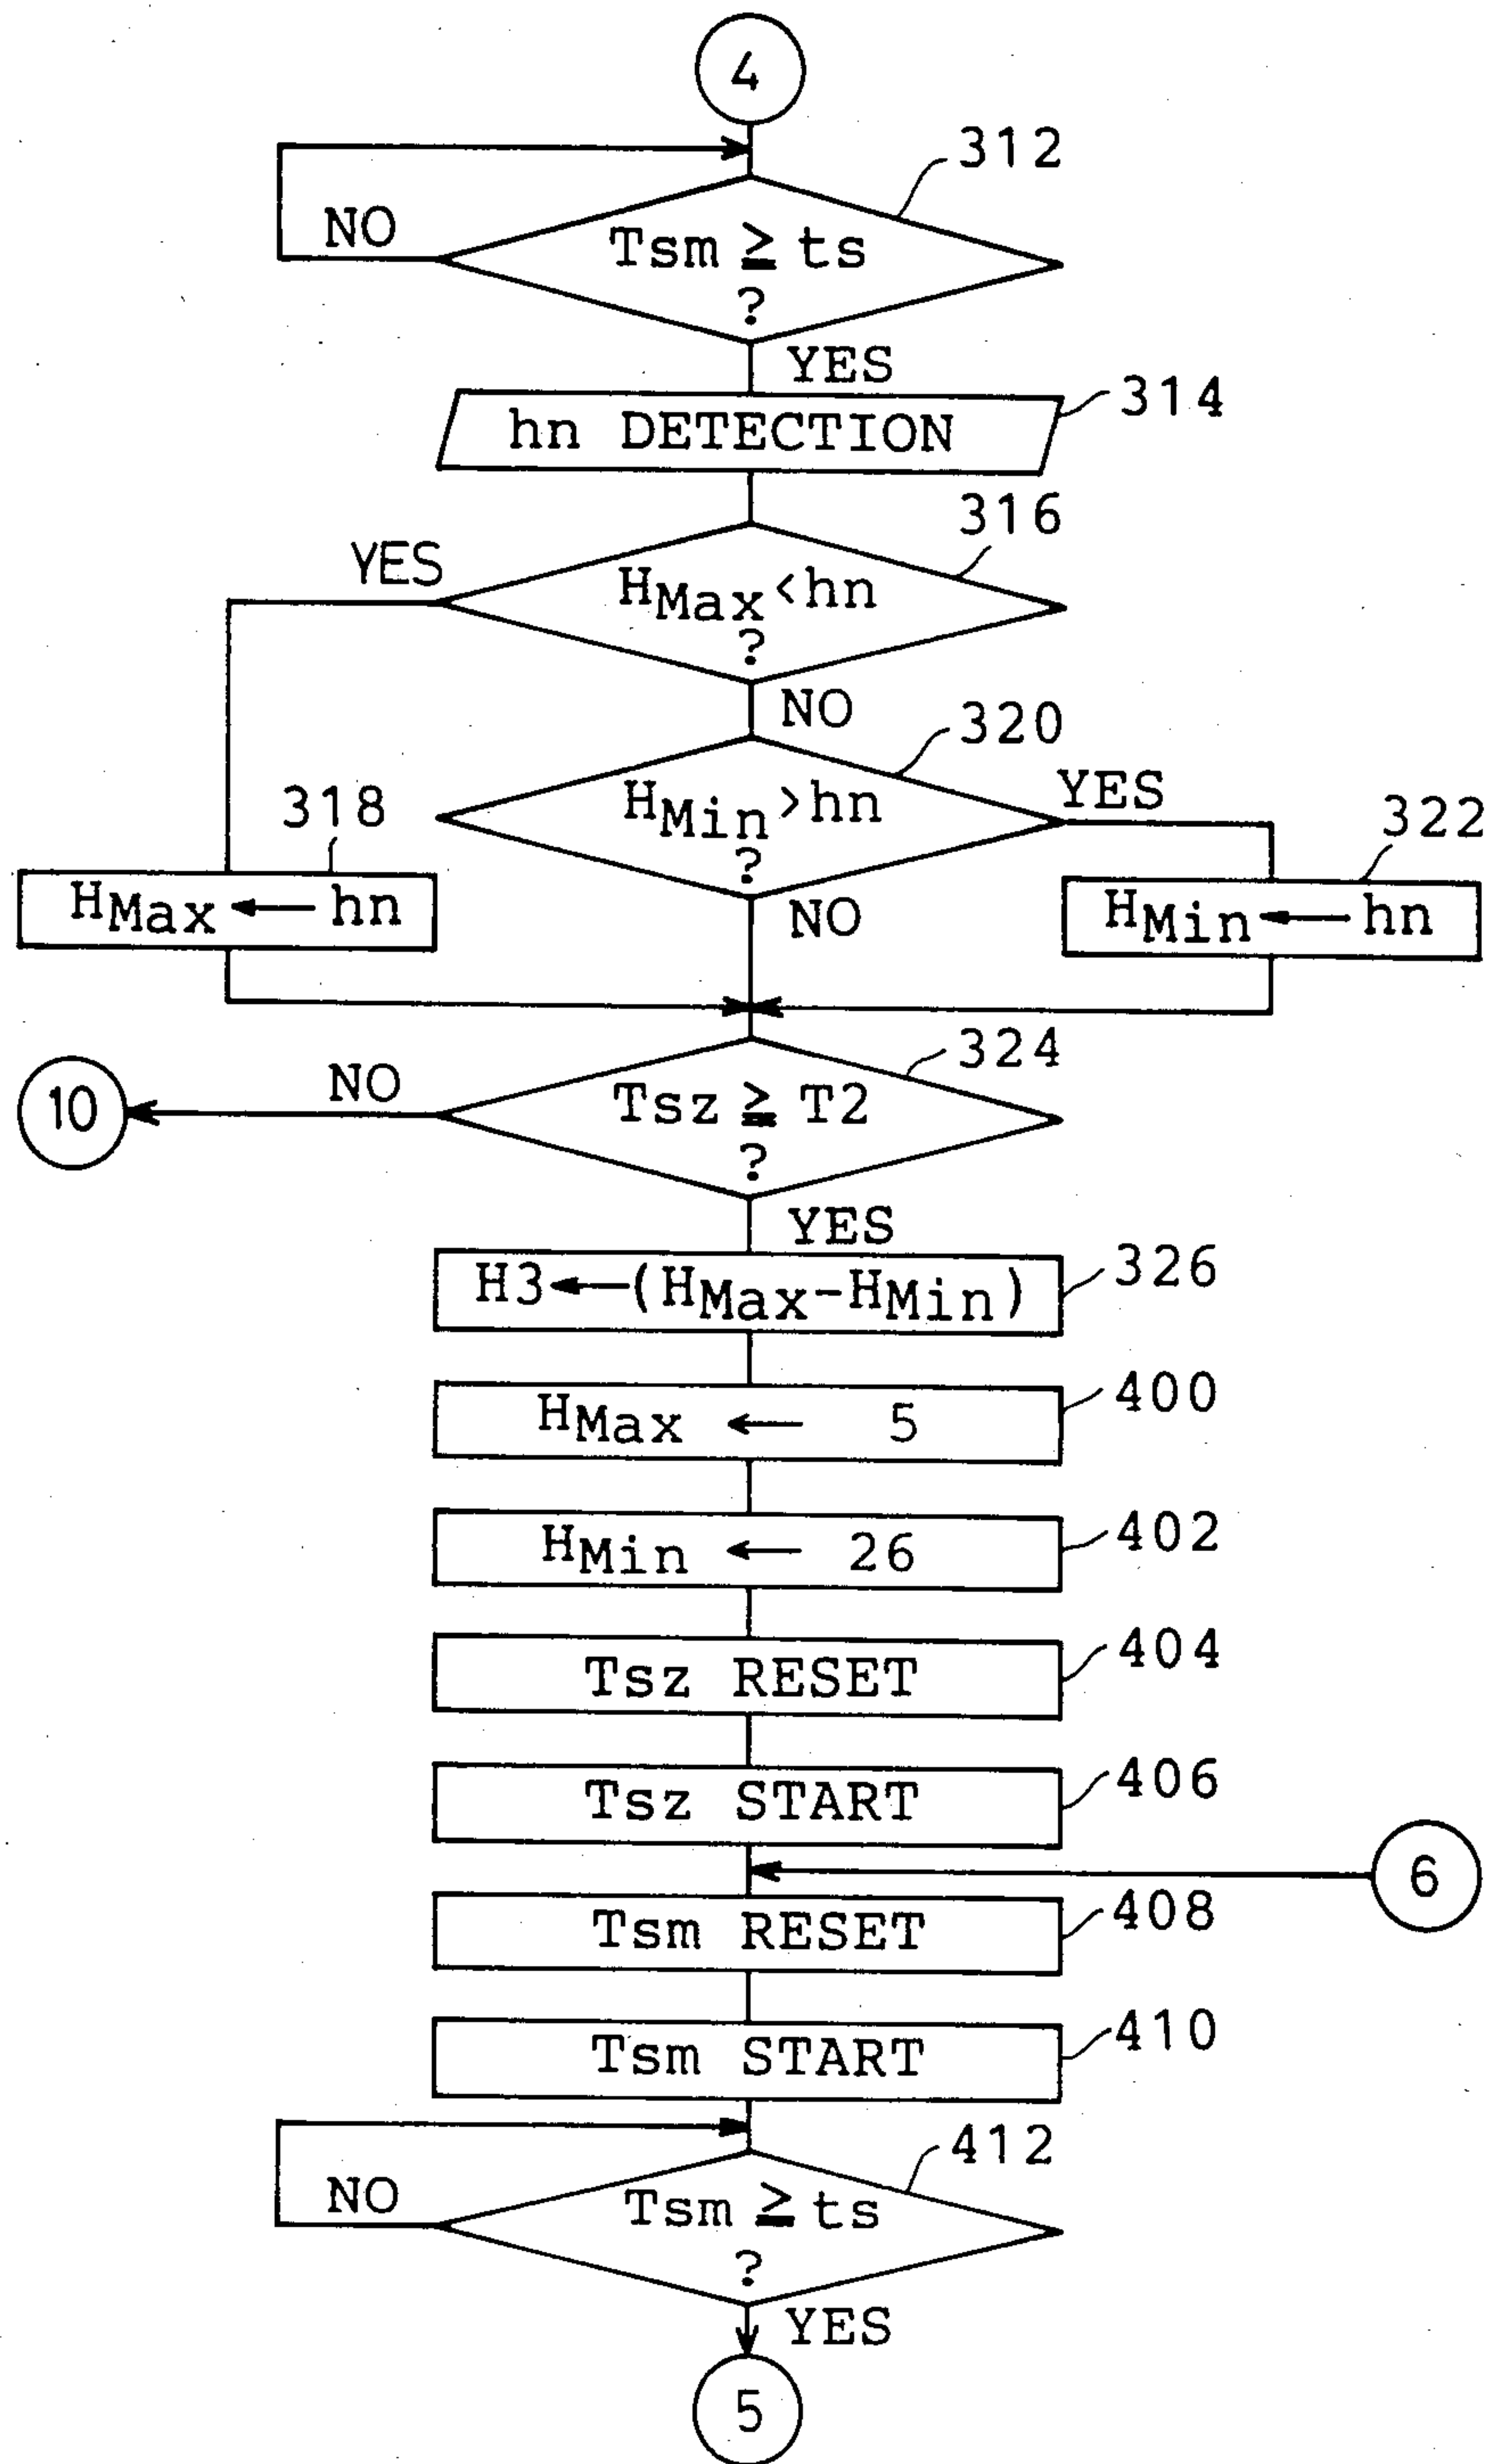 4
312
NO
Tsm ≧ ts
?
YES
314
hn DETECTION
316
YES
HMax<hn
?
NO
320
HMin>hn
?
YES
318
322
HMax ← hn
NO
HMin ← hn
324
10
NO
Tsz ≧ T2
?
YES
326
H3←(HMax-HMin)
400
HMax ← 5
402
HMin ← 26
404
Tsz RESET
406
Tsz START
6
408
Tsm RESET
410
Tsm START
412
NO
Tsm ≧ ts
?
YES
5